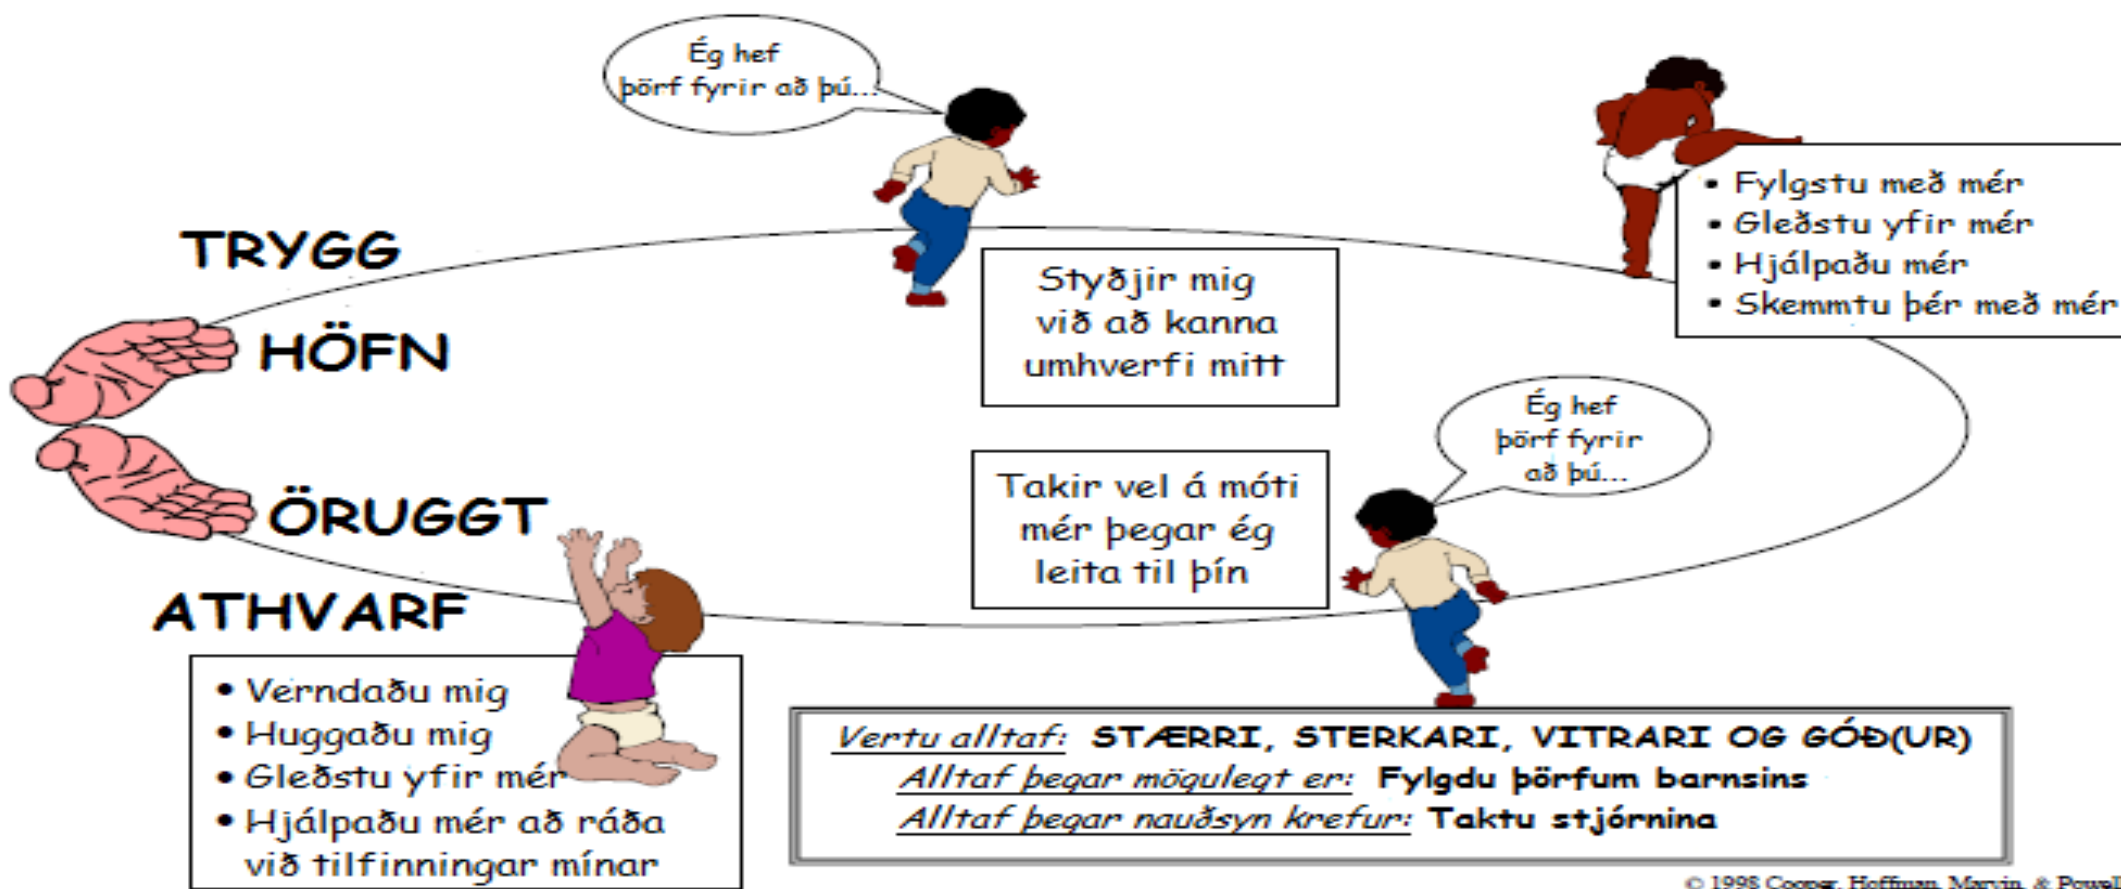 Ég hef
þörf fyrir að þú...
TRYGG
HÖFN
Styðjir mig
við að kanna
umhverfi mitt
• Fylgstu með mér
• Gleðstu yfir mér
• Hjálpaðu mér
• Skemmtu þér með mér
Ég hef
þörf fyrir
að þú...
Takir vel á móti
mér þegar ég
leita til þín
ÖRUGGT
ATHVARF
• Verndaðu mig
• Huggaðu mig
• Gleðstu yfir mér
• Hjálpaðu mér að ráða
við tilfinningar mínar
Vertu alltaf: STÆRRI, STERKARI, VITRARI OG GÓÐ(UR)
Alltaf þegar mögulegt er: Fylgdu þörfum barnsins
Alltaf þegar nauðsyn krefur: Taktu stjórnina
© 1998 Cooper, Hoffman, Marvin, & Powell